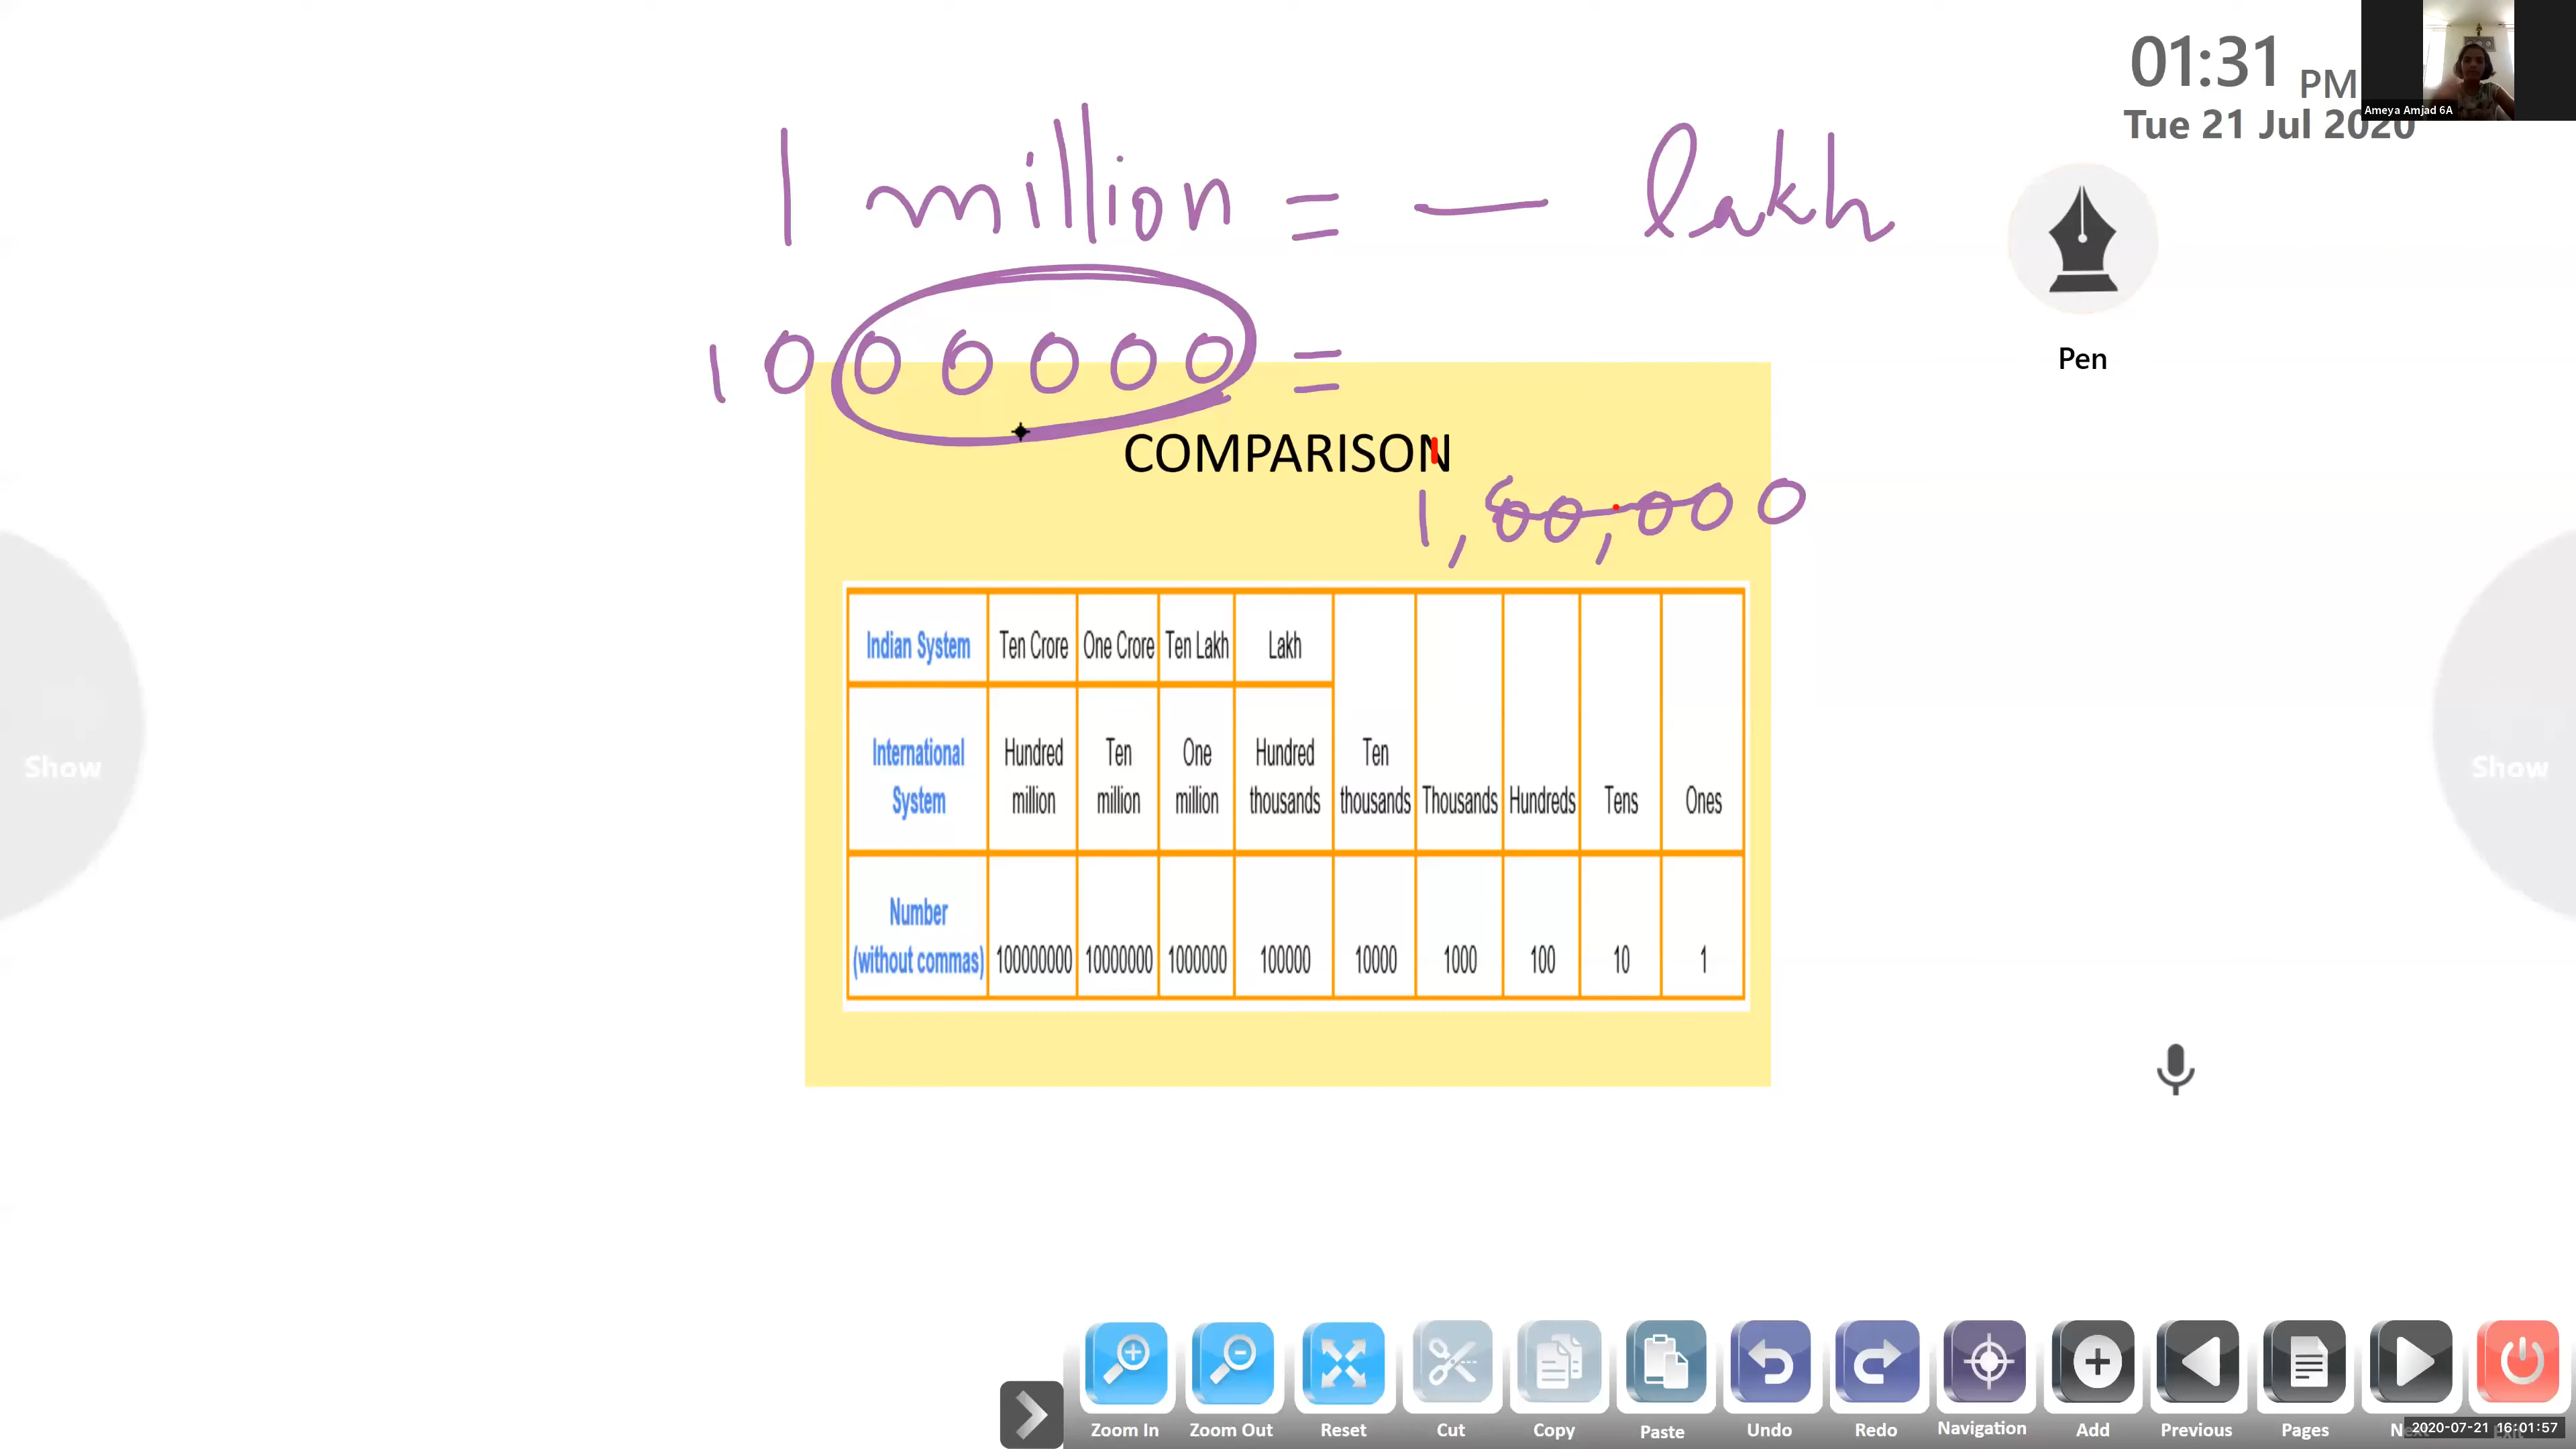 01:31 PM
Tue 21 Jul 2020
Ameya Amjad 6A
1 million = — lakh
Pen
1000000 =
COMPARISON
1,00,000
Indian System Ten Crore One Crore Ten Lakh Lakh
International System Hundred million Ten million One million Hundred thousands Ten thousands Thousands Hundreds Tens Ones
Number (without commas) 100000000 10000000 1000000 100000 10000 1000 100 10 1
Show
Show
Zoom In Zoom Out Reset Cut Copy Paste Undo Redo Navigation Add Previous Pages
2020-07-21 16:01:57